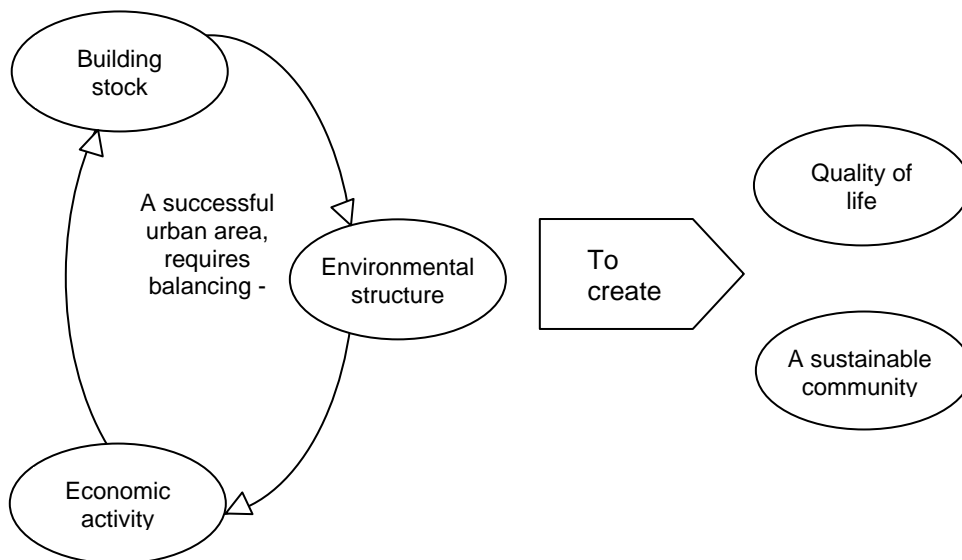 Building
stock
A successful
urban area,
requires
balancing -
Environmental
structure
Economic
activity
To
create
Quality of
life
A sustainable
community